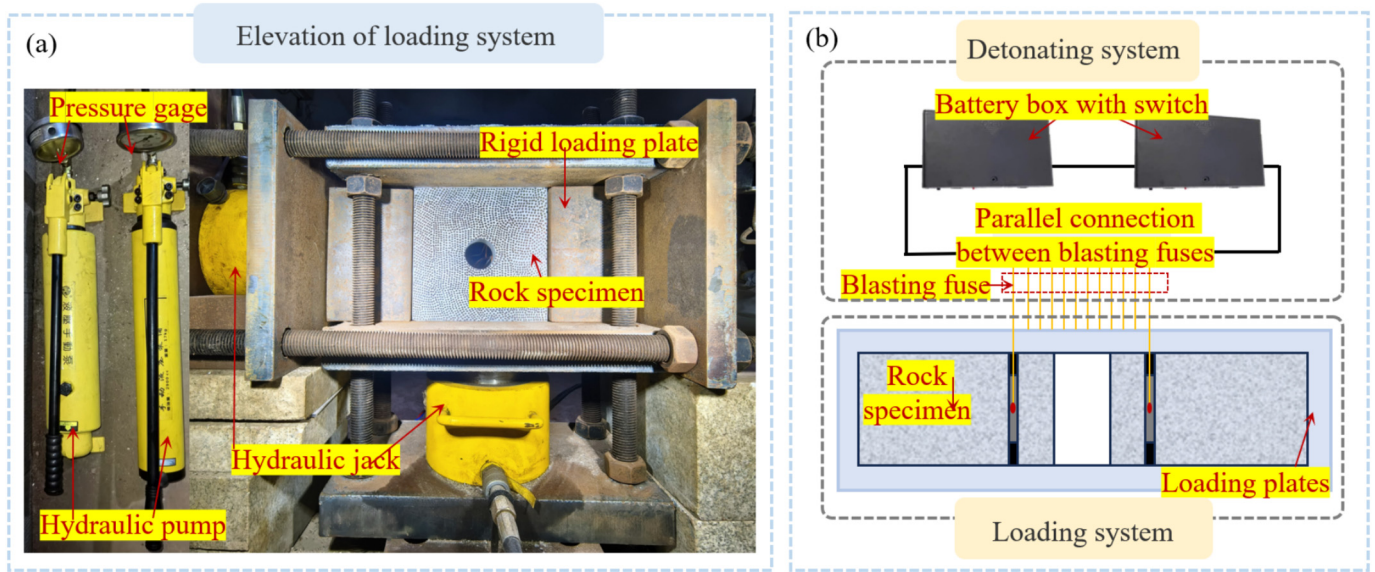 (a)
Elevation of loading system
Pressure gage
Rigid loading plate
Rock specimen
Hydraulic jack
Hydraulic pump
(b)
Detonating system
Battery box with switch
Parallel connection
between blasting fuses
Blasting fuse
Rock
specimen
Loading plates
Loading system